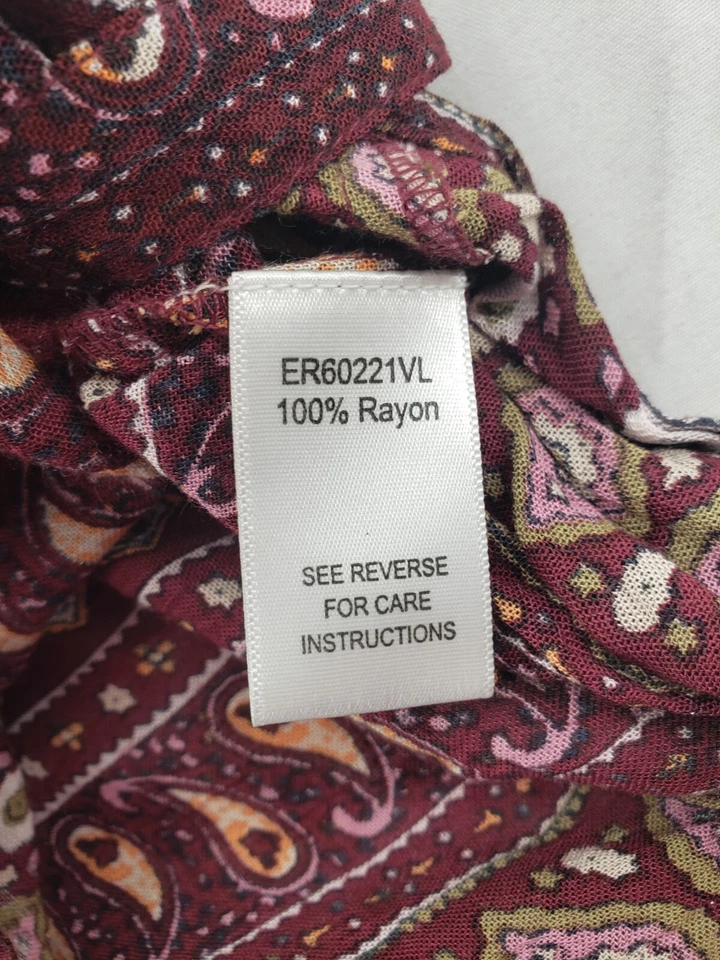 ER60221VL
100% Rayon
SEE REVERSE
FOR CARE
INSTRUCTIONS